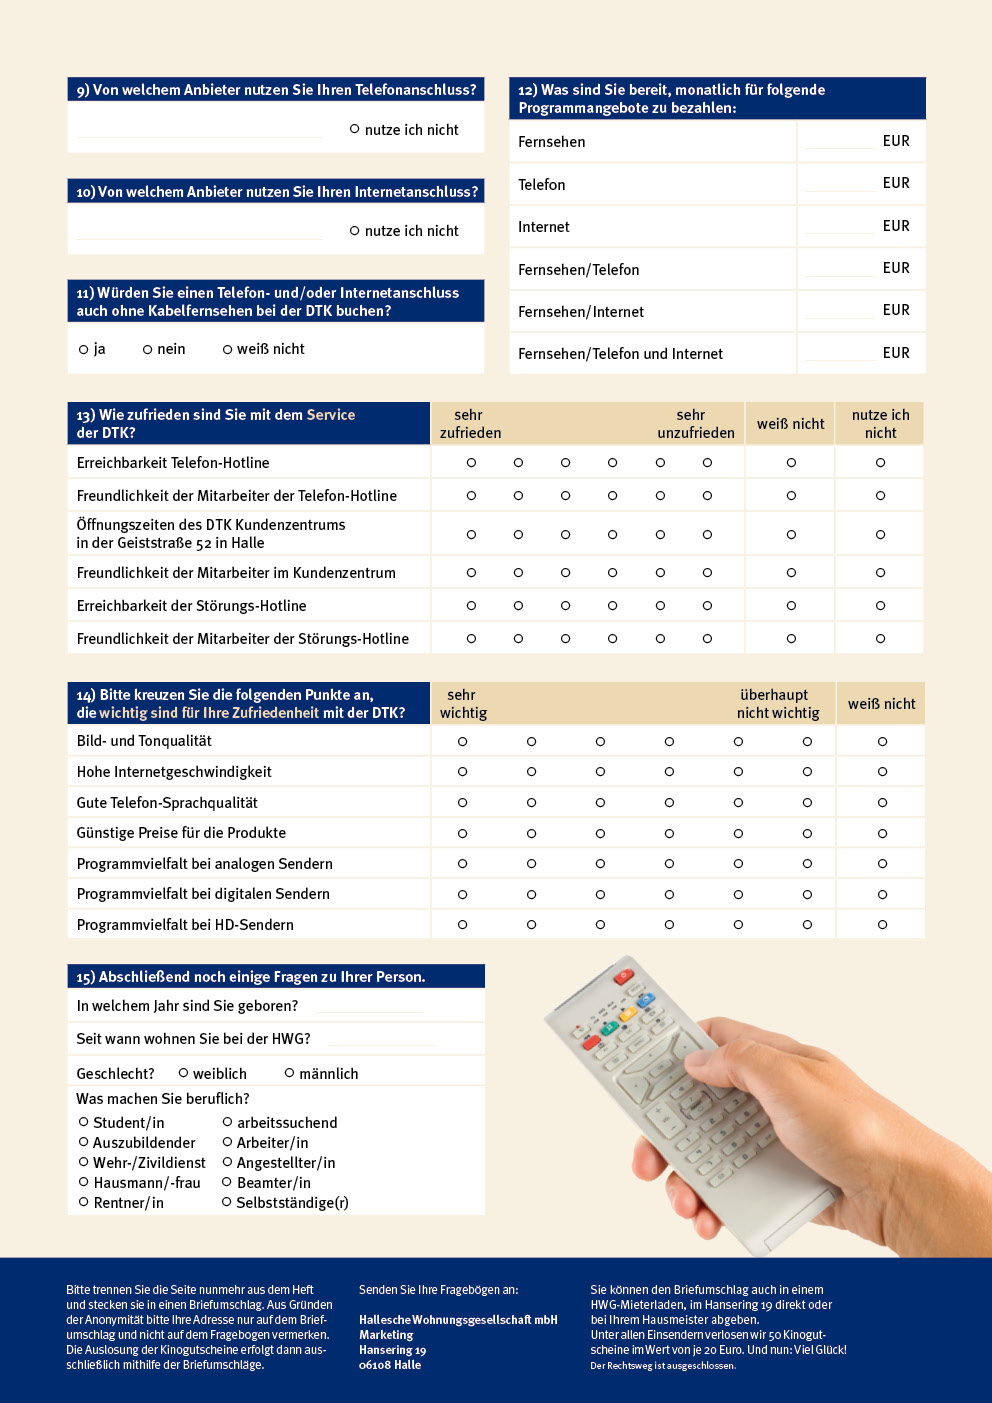 9) Von welchem Anbieter nutzen Sie Ihren Telefonanschluss?
nutze ich nicht
10) Von welchem Anbieter nutzen Sie Ihren Internetanschluss?
nutze ich nicht
11) Würden Sie einen Telefon- und/oder Internetanschluss
auch ohne Kabelfernsehen bei der DTK buchen?
ja nein weiß nicht
12) Was sind Sie bereit, monatlich für folgende
Programmangebote zu bezahlen:
Fernsehen EUR
Telefon EUR
Internet EUR
Fernsehen/Telefon EUR
Fernsehen/Internet EUR
Fernsehen/Telefon und Internet EUR
13) Wie zufrieden sind Sie mit dem Service
der DTK?
sehr
zufrieden
sehr
unzufrieden
weiß nicht
nutze ich
nicht
Erreichbarkeit Telefon-Hotline
Freundlichkeit der Mitarbeiter der Telefon-Hotline
Öffnungszeiten des DTK Kundenzentrums
in der Geiststraße 52 in Halle
Freundlichkeit der Mitarbeiter im Kundenzentrum
Erreichbarkeit der Störungs-Hotline
Freundlichkeit der Mitarbeiter der Störungs-Hotline
14) Bitte kreuzen Sie die folgenden Punkte an,
die wichtig sind für Ihre Zufriedenheit mit der DTK?
sehr
wichtig
überhaupt
nicht wichtig
weiß nicht
Bild- und Tonqualität
Hohe Internetgeschwindigkeit
Gute Telefon-Sprachqualität
Günstige Preise für die Produkte
Programmvielfalt bei analogen Sendern
Programmvielfalt bei digitalen Sendern
Programmvielfalt bei HD-Sendern
15) Abschließend noch einige Fragen zu Ihrer Person.
In welchem Jahr sind Sie geboren?
Seit wann wohnen Sie bei der HWG?
Geschlecht? weiblich männlich
Was machen Sie beruflich?
Student/in arbeitssuchend
Auszubildender Arbeiter/in
Wehr-/Zivildienst Angestellter/in
Hausmann/-frau Beamter/in
Rentner/in Selbstständige(r)
Bitte trennen Sie die Seite nunmehr aus dem Heft
und stecken sie in einen Briefumschlag. Aus Gründen
der Anonymität bitte Ihre Adresse nur auf dem Brief-
umschlag und nicht auf dem Fragebogen vermerken.
Die Auslosung der Kinogutscheine erfolgt dann aus-
schließlich mithilfe der Briefumschläge.
Senden Sie Ihre Fragebögen an:
Hallesche Wohnungsgesellschaft mbH
Marketing
Hansering 19
06108 Halle
Sie können den Briefumschlag auch in einem
HWG-Mieterladen, im Hansering 19 direkt oder
bei Ihrem Hausmeister abgeben.
Unter allen Einsendern verlosen wir 50 Kinogut-
scheine im Wert von je 20 Euro. Und nun: Viel Glück!
Der Rechtsweg ist ausgeschlossen.